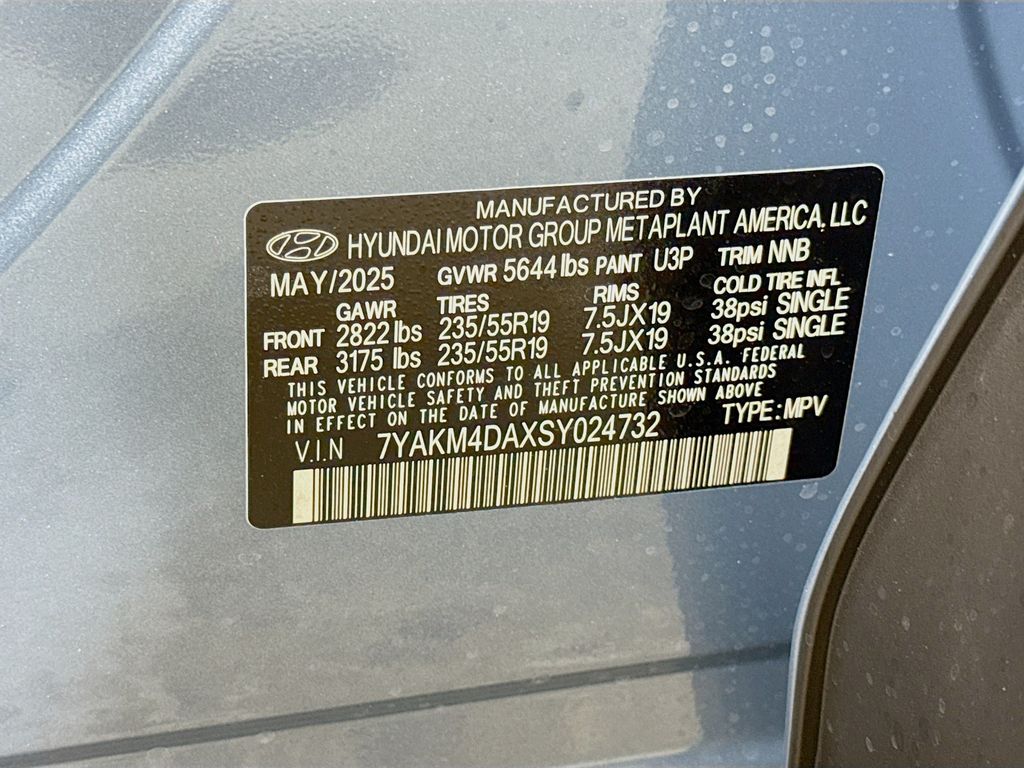 MANUFACTURED BY
HYUNDAI MOTOR GROUP METAPLANT AMERICA, LLC
MAY/2025 GVWR 5644 lbs PAINT U3P TRIM NNB
GAWR TIRES RIMS COLD TIRE INFL
FRONT 2822 lbs 235/55R19 7.5JX19 38psi SINGLE
REAR 3175 lbs 235/55R19 7.5JX19 38psi SINGLE
THIS VEHICLE CONFORMS TO ALL APPLICABLE U.S.A. FEDERAL
MOTOR VEHICLE SAFETY AND THEFT PREVENTION STANDARDS
IN EFFECT ON THE DATE OF MANUFACTURE SHOWN ABOVE
V.I.N 7YAKM4DAXSY024732 TYPE: MPV